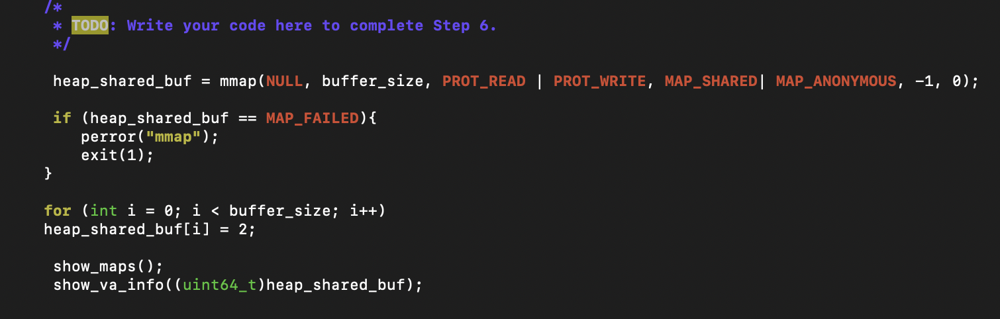 /*
* TODO: Write your code here to complete Step 6.
*/
heap_shared_buf = mmap(NULL, buffer_size, PROT_READ | PROT_WRITE, MAP_SHARED| MAP_ANONYMOUS, -1, 0);
if (heap_shared_buf == MAP_FAILED){
perror("mmap");
exit(1);
}
for (int i = 0; i < buffer_size; i++)
heap_shared_buf[i] = 2;
show_maps();
show_va_info((uint64_t)heap_shared_buf);